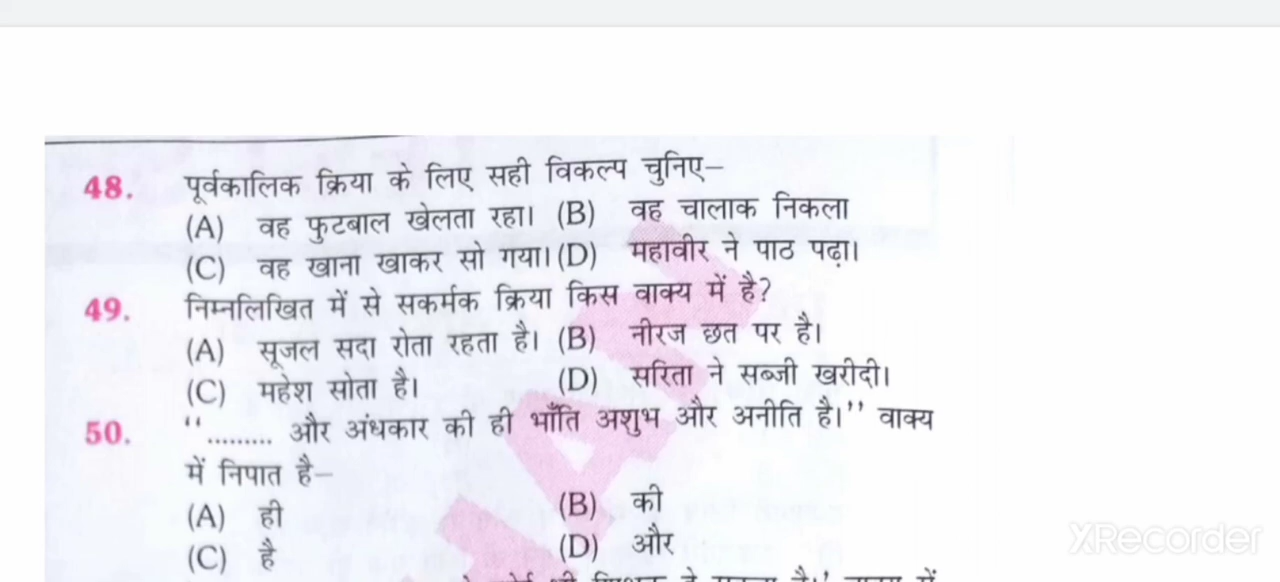 48. पूर्वकालिक क्रिया के लिए सही विकल्प चुनिए–
(A) वह फुटबाल खेलता रहा। (B) वह चालाक निकला
(C) वह खाना खाकर सो गया। (D) महावीर ने पाठ पढ़ा।
49. निम्नलिखित में से सकर्मक क्रिया किस वाक्य में है?
(A) सूजल सदा रोता रहता है। (B) नीरज छत पर है।
(C) महेश सोता है। (D) सरिता ने सब्जी खरीदी।
50. ‘‘......... और अंधकार की ही भाँति अशुभ और अनीति है।’’ वाक्य
में निपात है–
(A) ही (B) की
(C) है (D) और
XRecorder